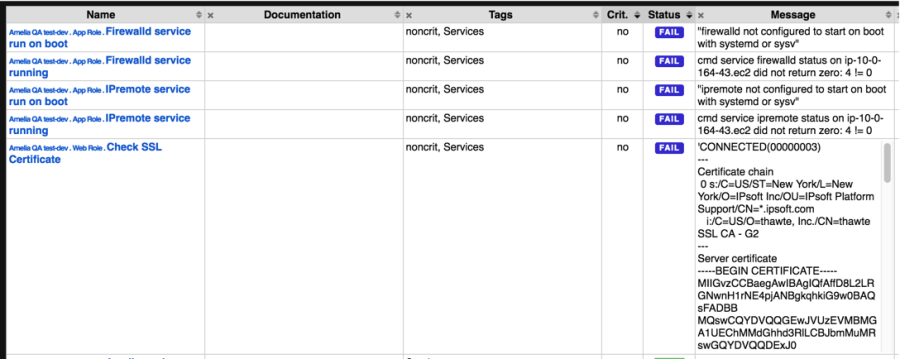 Name × Documentation × Tags Crit. Status × Message
Amelia QA test-dev . App Role . Firewalld service run on boot
noncrit, Services
no
FAIL
"firewalld not configured to start on boot
with systemd or sysv"
Amelia QA test-dev . App Role . Firewalld service
running
noncrit, Services
no
FAIL
cmd service firewalld status on ip-10-0-
164-43.ec2 did not return zero: 4 != 0
Amelia QA test-dev . App Role . IPremote service
run on boot
noncrit, Services
no
FAIL
"ipremote not configured to start on boot
with systemd or sysv"
Amelia QA test-dev . App Role . IPremote service
running
noncrit, Services
no
FAIL
cmd service ipremote status on ip-10-0-
164-43.ec2 did not return zero: 4 != 0
Amelia QA test-dev . Web Role . Check SSL
Certificate
noncrit, Services
no
FAIL
'CONNECTED(00000003)
---
Certificate chain
0 s:/C=US/ST=New York/L=New
York/O=IPsoft Inc/OU=IPsoft Platform
Support/CN=*.ipsoft.com
i:/C=US/O=thawte, Inc./CN=thawte
SSL CA - G2
---
Server certificate
-----BEGIN CERTIFICATE-----
MIIGvzCCBaegAwIBAgIQfAffD8L2LR
GNwnH1rNE4pjANBgkqhkiG9w0BAQ
sFADBB
MQswCQYDVQQGEwJVUzEVMBMG
A1UEChMMdGhhd3RlLCBJbmMuMR
swGQYDVQQDExJ0